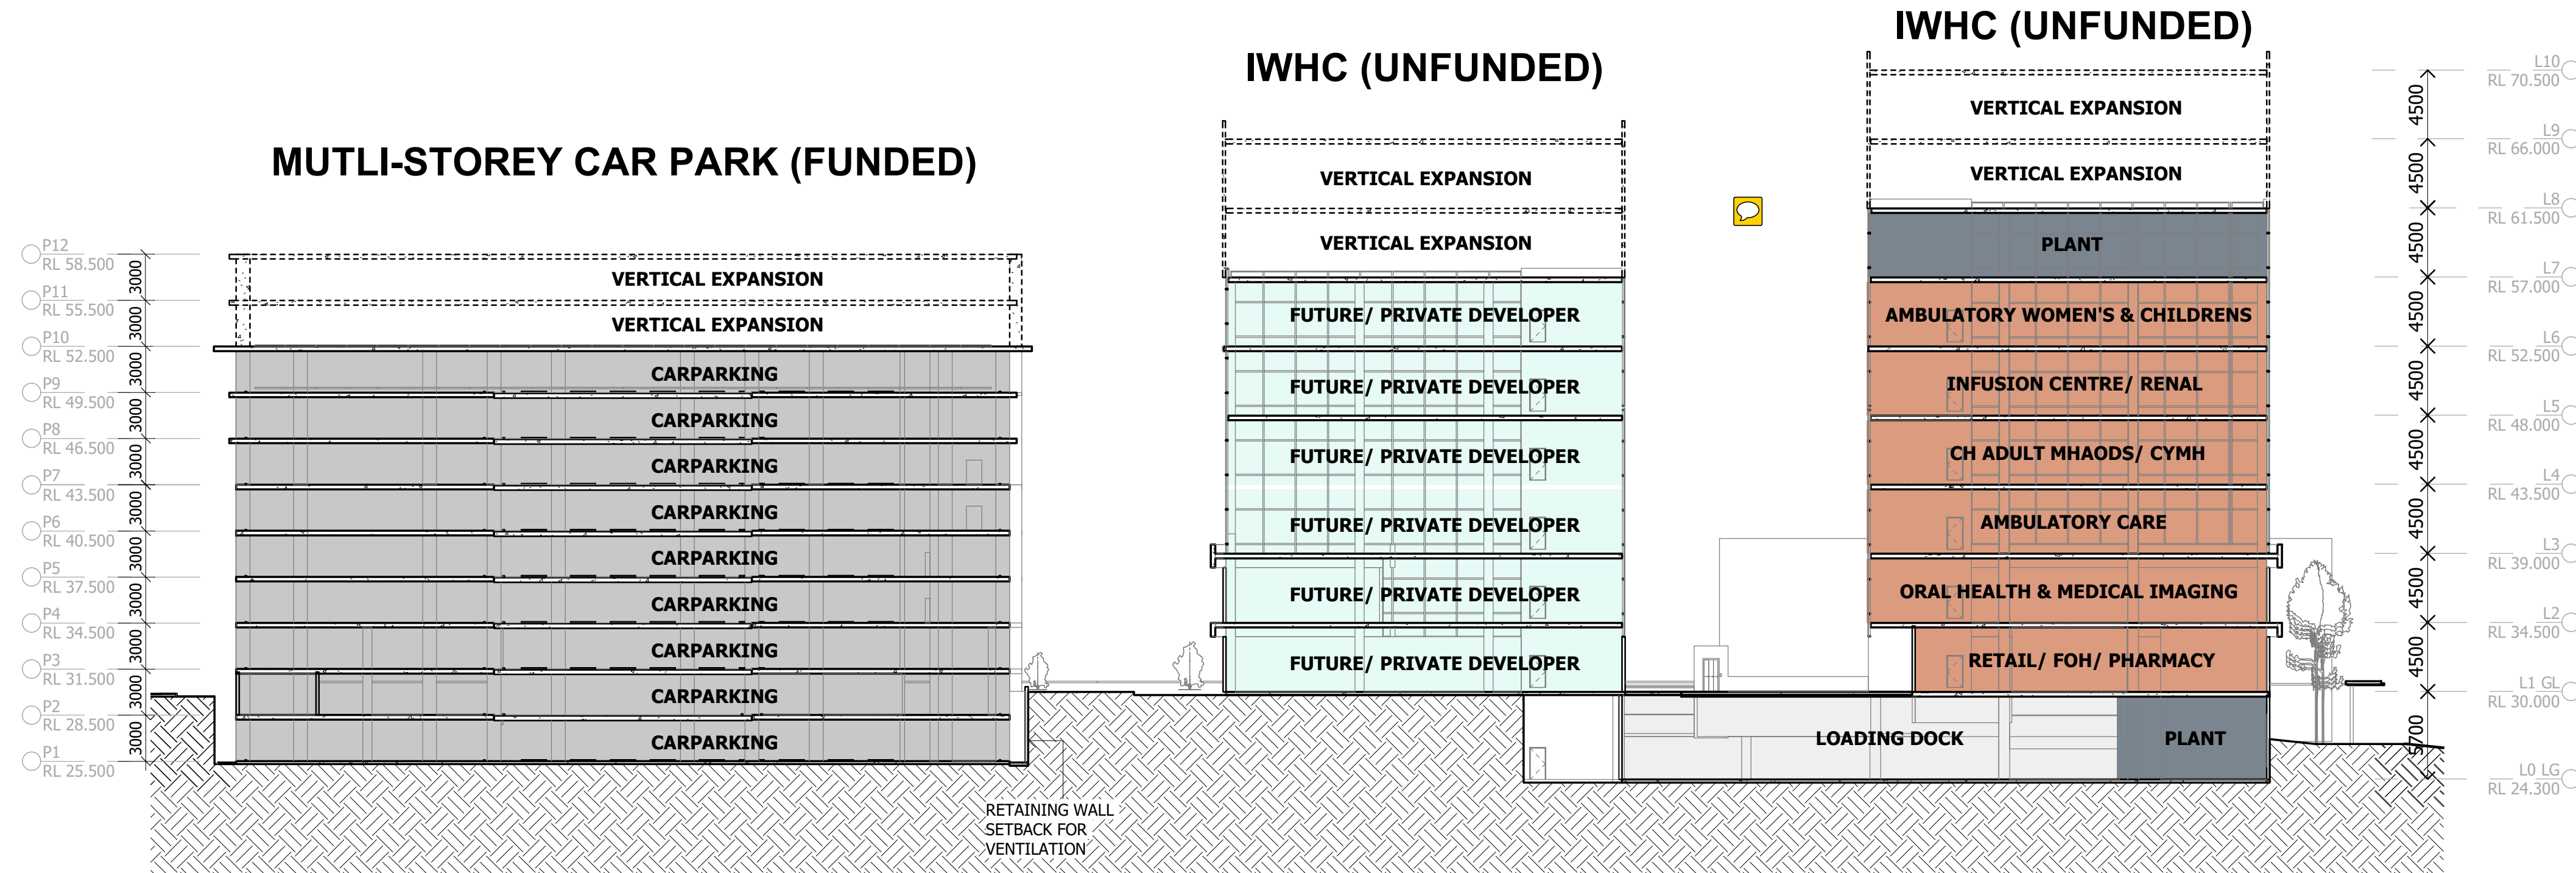 IWHC (UNFUNDED)
IWHC (UNFUNDED)
MUTLI-STOREY CAR PARK (FUNDED)
P12
RL 58.500
P11
RL 55.500
P10
RL 52.500
P9
RL 49.500
P8
RL 46.500
P7
RL 43.500
P6
RL 40.500
P5
RL 37.500
P4
RL 34.500
P3
RL 31.500
P2
RL 28.500
P1
RL 25.500
3000
3000
3000
3000
3000
3000
3000
3000
3000
3000
3000
VERTICAL EXPANSION
VERTICAL EXPANSION
CARPARKING
CARPARKING
CARPARKING
CARPARKING
CARPARKING
CARPARKING
CARPARKING
CARPARKING
CARPARKING
RETAINING WALL
SETBACK FOR
VENTILATION
VERTICAL EXPANSION
VERTICAL EXPANSION
FUTURE/ PRIVATE DEVELOPER
FUTURE/ PRIVATE DEVELOPER
FUTURE/ PRIVATE DEVELOPER
FUTURE/ PRIVATE DEVELOPER
FUTURE/ PRIVATE DEVELOPER
FUTURE/ PRIVATE DEVELOPER
VERTICAL EXPANSION
VERTICAL EXPANSION
PLANT
AMBULATORY WOMEN'S & CHILDRENS
INFUSION CENTRE/ RENAL
CH ADULT MHAODS/ CYMH
AMBULATORY CARE
ORAL HEALTH & MEDICAL IMAGING
RETAIL/ FOH/ PHARMACY
LOADING DOCK
PLANT
4500
4500
4500
4500
4500
4500
4500
4500
4500
5700
L10
RL 70.500
L9
RL 66.000
L8
RL 61.500
L7
RL 57.000
L6
RL 52.500
L5
RL 48.000
L4
RL 43.500
L3
RL 39.000
L2
RL 34.500
L1 GL
RL 30.000
L0 LG
RL 24.300